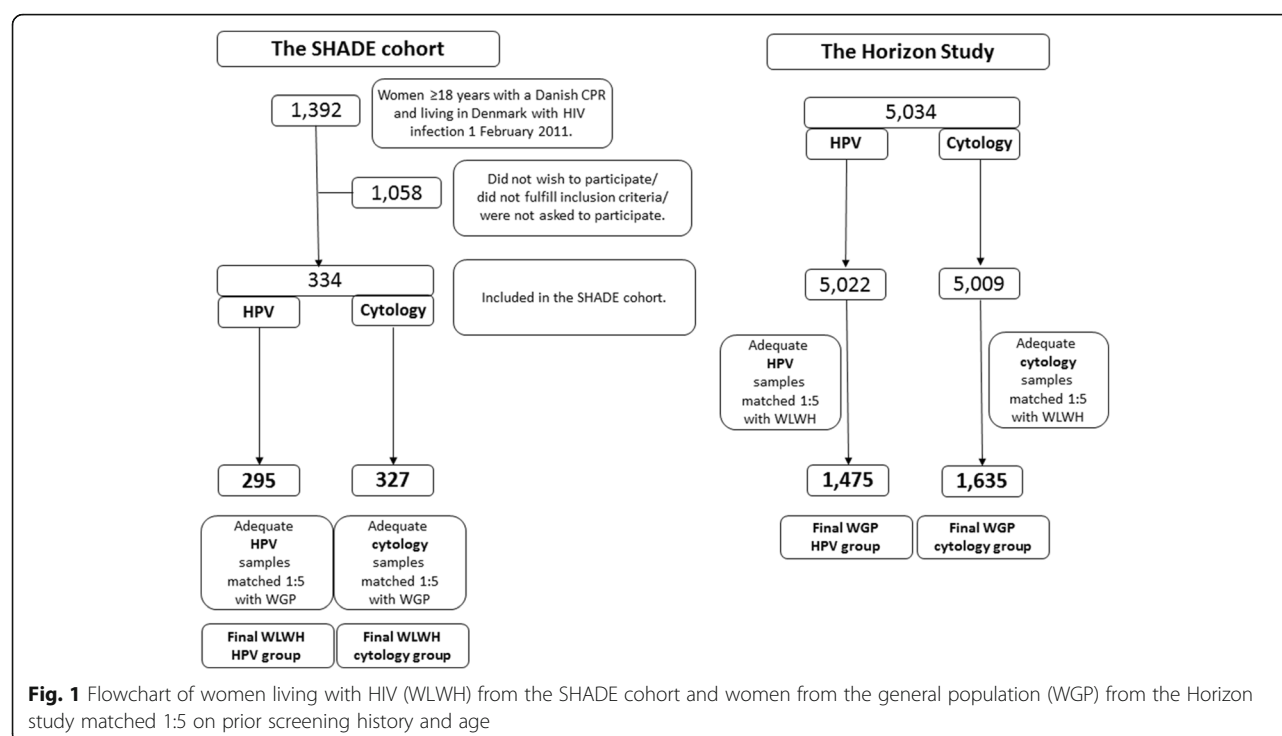 The SHADE cohort
1,392
Women ≥18 years with a Danish CPR
and living in Denmark with HIV
infection 1 February 2011.
1,058
Did not wish to participate/
did not fulfill inclusion criteria/
were not asked to participate.
334
HPV
Cytology
Included in the SHADE cohort.
295
327
Adequate
HPV
samples
matched 1:5
with WGP
Adequate
cytology
samples
matched 1:5
with WGP
Final WLWH
HPV group
Final WLWH
cytology group
The Horizon Study
5,034
HPV
Cytology
5,022
5,009
Adequate
HPV
samples
matched 1:5
with WLWH
Adequate
cytology
samples
matched 1:5
with WLWH
1,475
1,635
Final WGP
HPV group
Final WGP
cytology group
Fig. 1 Flowchart of women living with HIV (WLWH) from the SHADE cohort and women from the general population (WGP) from the Horizon
study matched 1:5 on prior screening history and age